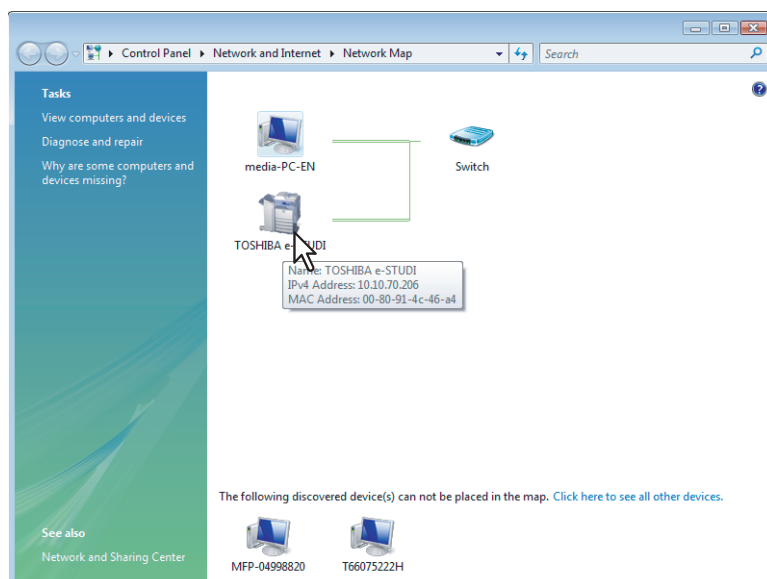 Control Panel ▸ Network and Internet ▸ Network Map
Search
Tasks
View computers and devices
Diagnose and repair
Why are some computers and
devices missing?
media-PC-EN
Switch
TOSHIBA e-STUDI
Name: TOSHIBA e-STUDI
IPv4 Address: 10.10.70.206
MAC Address: 00-80-91-4c-46-a4
The following discovered device(s) can not be placed in the map. Click here to see all other devices.
MFP-04998820
T66075222H
See also
Network and Sharing Center